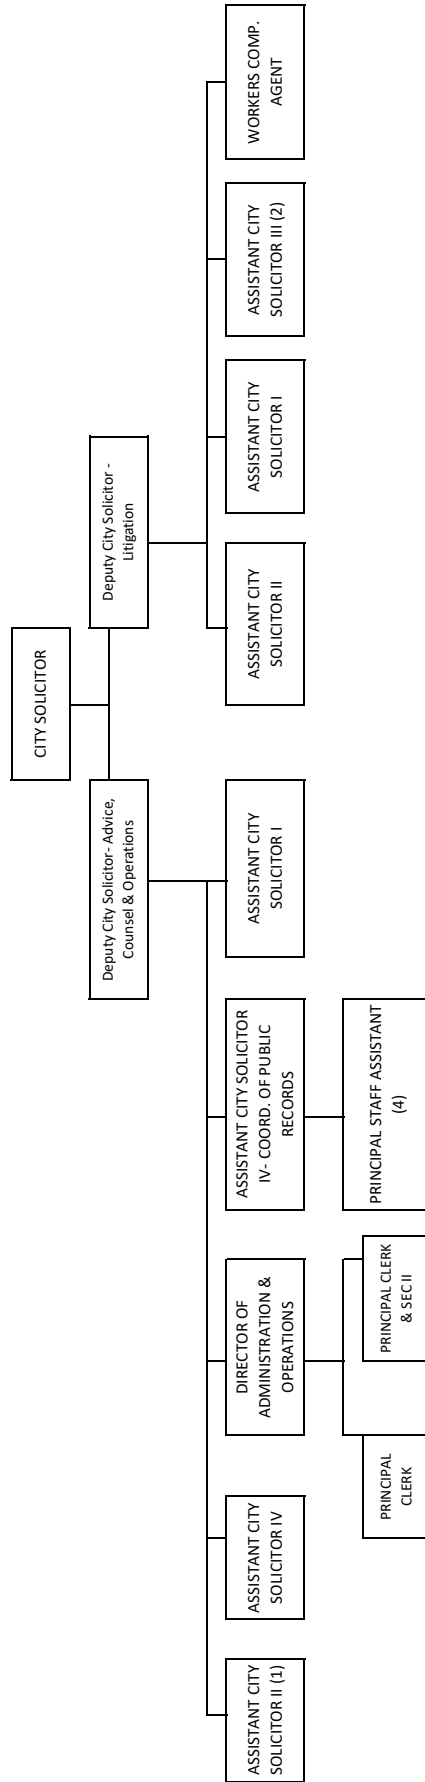 CITY SOLICITOR
Deputy City Solicitor - Advice,
Counsel & Operations
Deputy City Solicitor -
Litigation
ASSISTANT CITY
SOLICITOR II (1)
ASSISTANT CITY
SOLICITOR IV
DIRECTOR OF
ADMINISTRATION &
OPERATIONS
ASSISTANT CITY SOLICITOR
IV- COORD. OF PUBLIC
RECORDS
ASSISTANT CITY
SOLICITOR I
ASSISTANT CITY
SOLICITOR II
ASSISTANT CITY
SOLICITOR I
ASSISTANT CITY
SOLICITOR III (2)
WORKERS COMP.
AGENT
PRINCIPAL
CLERK
PRINCIPAL CLERK
& SEC II
PRINCIPAL STAFF ASSISTANT
(4)